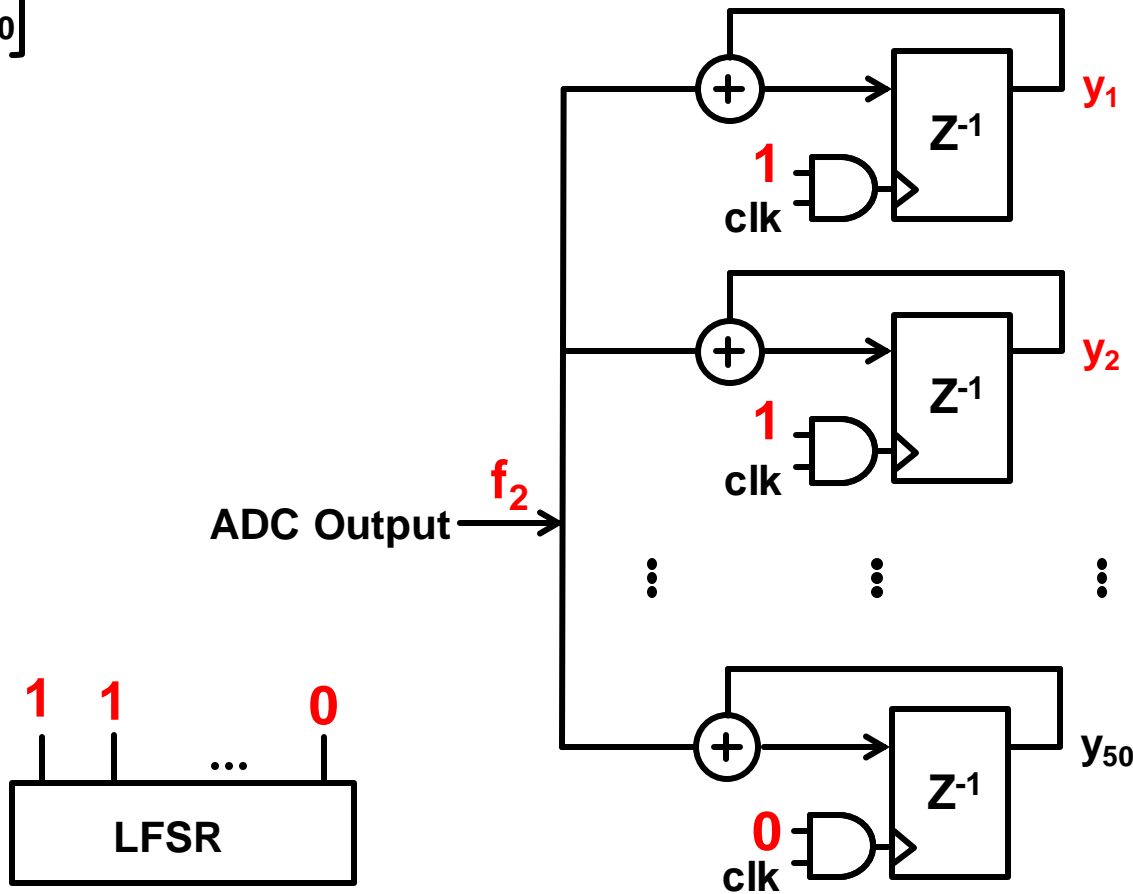 0]
y₁
Z⁻¹
1
clk
y₂
Z⁻¹
1
clk
f₂
ADC Output
1 1 0
...
LFSR
y₅₀
Z⁻¹
0
clk